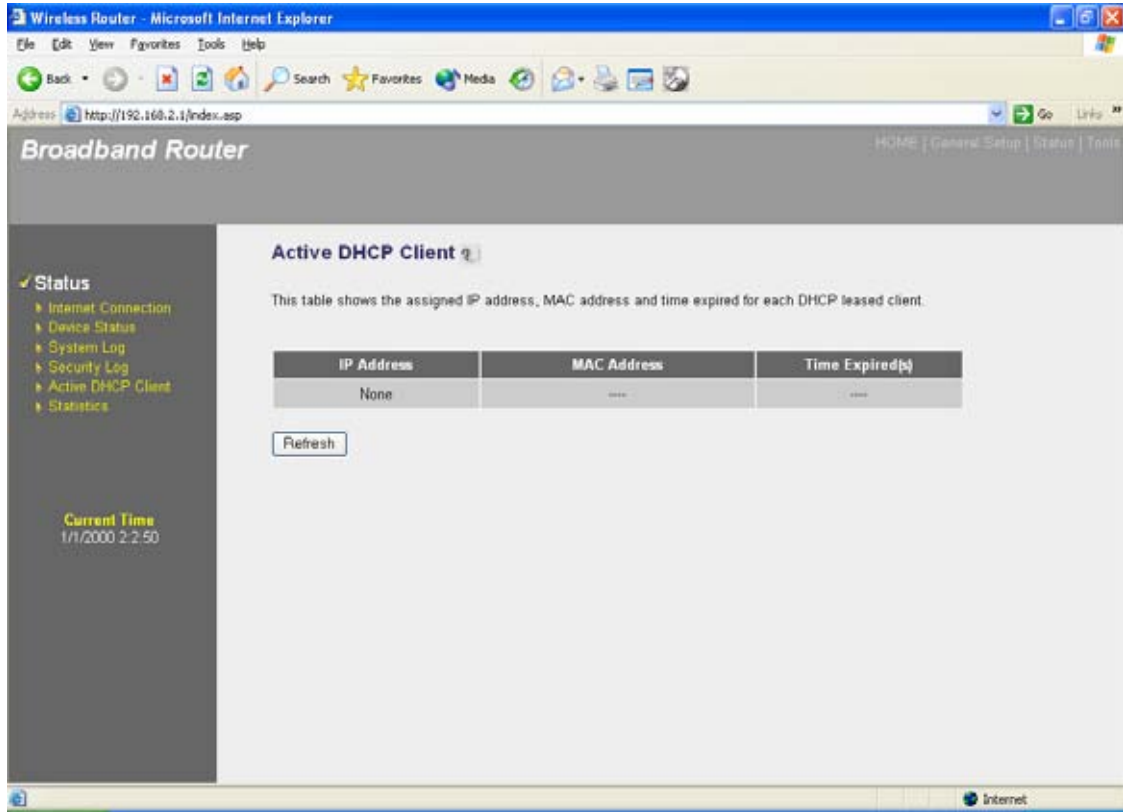 Wireless Router - Microsoft Internet Explorer
File Edit View Favorites Tools Help
Back Search Favorites Media
Address http://192.168.2.1/index.asp Go Links »
Broadband Router
HOME | General Setup | Status | Tools
Active DHCP Client
Status
Internet Connection
Device Status
System Log
Security Log
Active DHCP Client
Statistics
This table shows the assigned IP address, MAC address and time expired for each DHCP leased client.
IP Address MAC Address Time Expired(s)
None ---- ----
Refresh
Current Time
1/1/2000 2:2:50
Internet